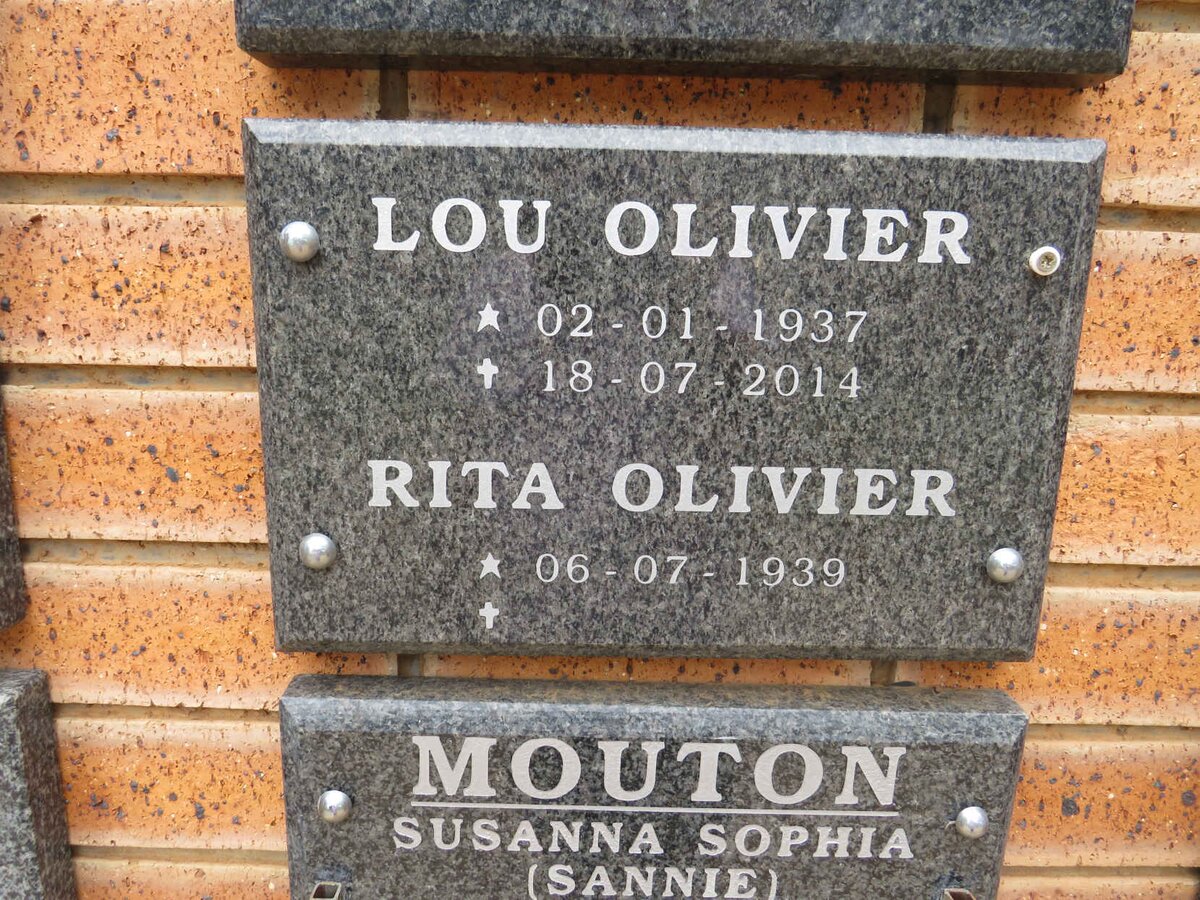 LOU OLIVIER
★ 02-01-1937
✝ 18-07-2014
RITA OLIVIER
★ 06-07-1939
✝
MOUTON
SUSANNA SOPHIA
(SANNIE)